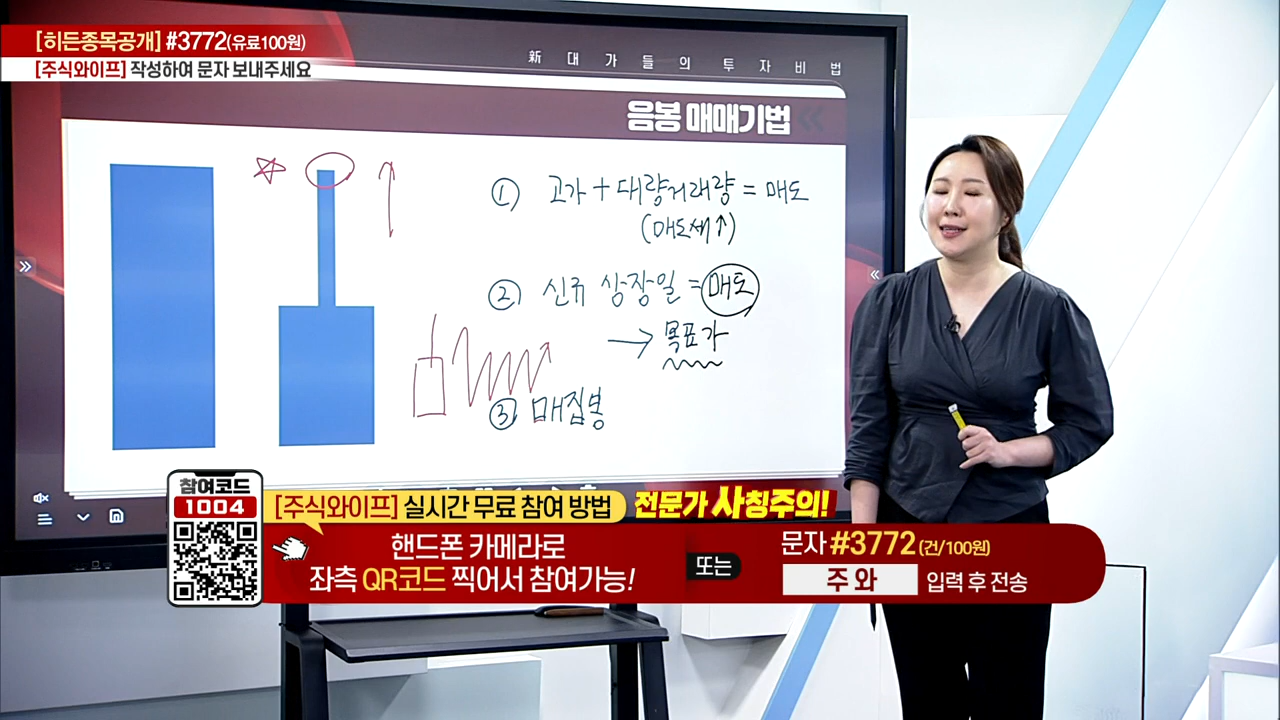 [히든종목공개] #3772(유료100원)
[주식와이프] 작성하여 문자 보내주세요
新 대가들의 투자비법
음봉 매매기법
① 고가 + 대량거래량 = 매도
(매도세↑)
② 신규 상장일 = 매도
→ 목표가
③ 매집봉
참여코드
1004
[주식와이프] 실시간 무료 참여 방법
전문가 사칭주의!
핸드폰 카메라로
좌측 QR코드 찍어서 참여가능!
또는
문자 #3772 (건/100원)
주 와 입력 후 전송